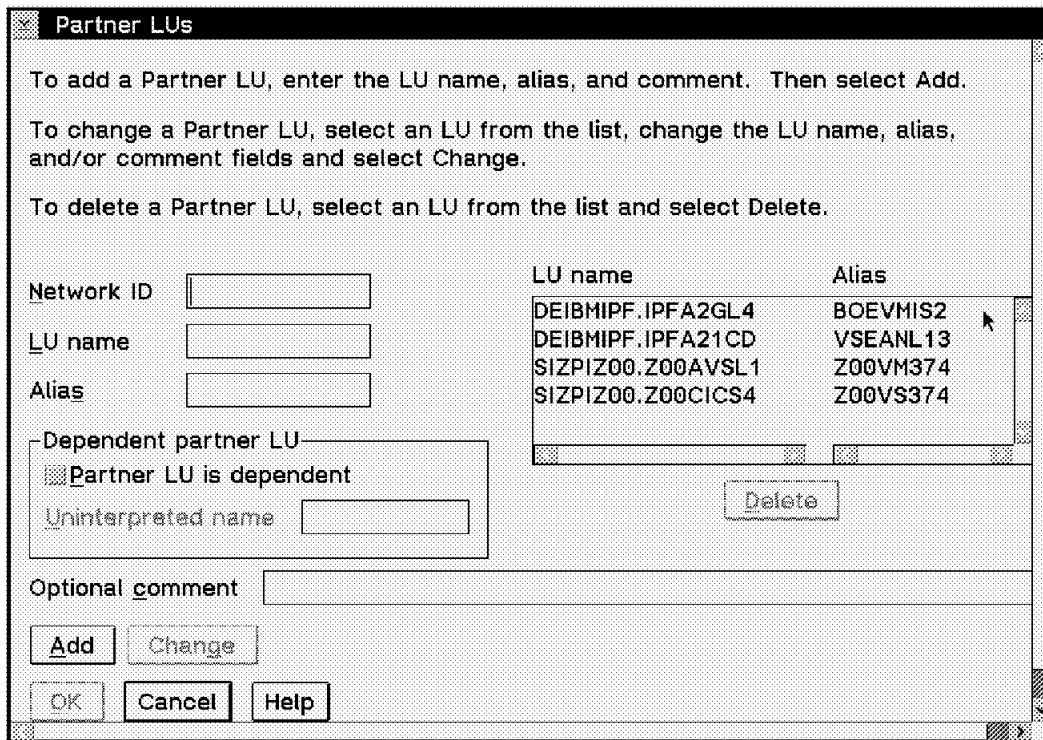 Partner LUs
To add a Partner LU, enter the LU name, alias, and comment.  Then select Add.
To change a Partner LU, select an LU from the list, change the LU name, alias,
and/or comment fields and select Change.
To delete a Partner LU, select an LU from the list and select Delete.
LU name Alias
Network ID
DEIBMIPF.IPFA2GL4 BOEVMIS2
LU name
DEIBMIPF.IPFA21CD VSEANL13
SIZPIZ00.Z00AVSL1 Z00VM374
Alias
SIZPIZ00.Z00CICS4 Z00VS374
Dependent partner LU
Partner LU is dependent
Uninterpreted name
Delete
Optional comment
Add Change
OK Cancel Help